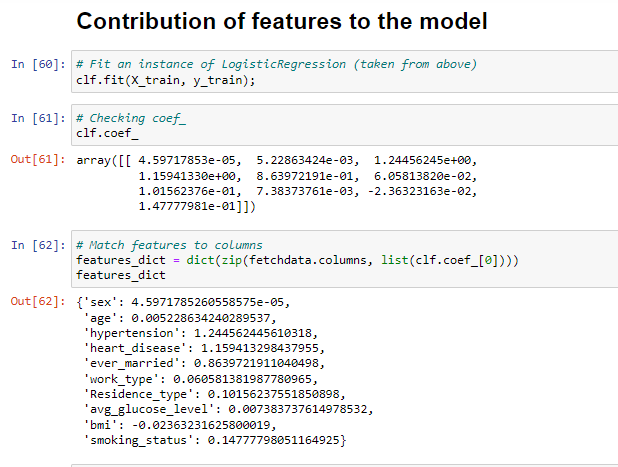 Contribution of features to the model
In [60]: # Fit an instance of LogisticRegression (taken from above)
clf.fit(X_train, y_train);
In [61]: # Checking coef_
clf.coef_
Out[61]: array([[ 4.59717853e-05,  5.22863424e-03,  1.24456245e+00,
1.15941330e+00,  8.63972191e-01,  6.05813820e-02,
1.01562376e-01,  7.38373761e-03, -2.36323163e-02,
1.47777981e-01]])
In [62]: # Match features to columns
features_dict = dict(zip(fetchdata.columns, list(clf.coef_[0])))
features_dict
Out[62]: {'sex': 4.5971785260558575e-05,
'age': 0.005228634240289537,
'hypertension': 1.244562445610318,
'heart_disease': 1.159413298437955,
'ever_married': 0.8639721911040498,
'work_type': 0.060581381987780965,
'Residence_type': 0.10156237551850898,
'avg_glucose_level': 0.007383737614978532,
'bmi': -0.02363231625800019,
'smoking_status': 0.14777798051164925}